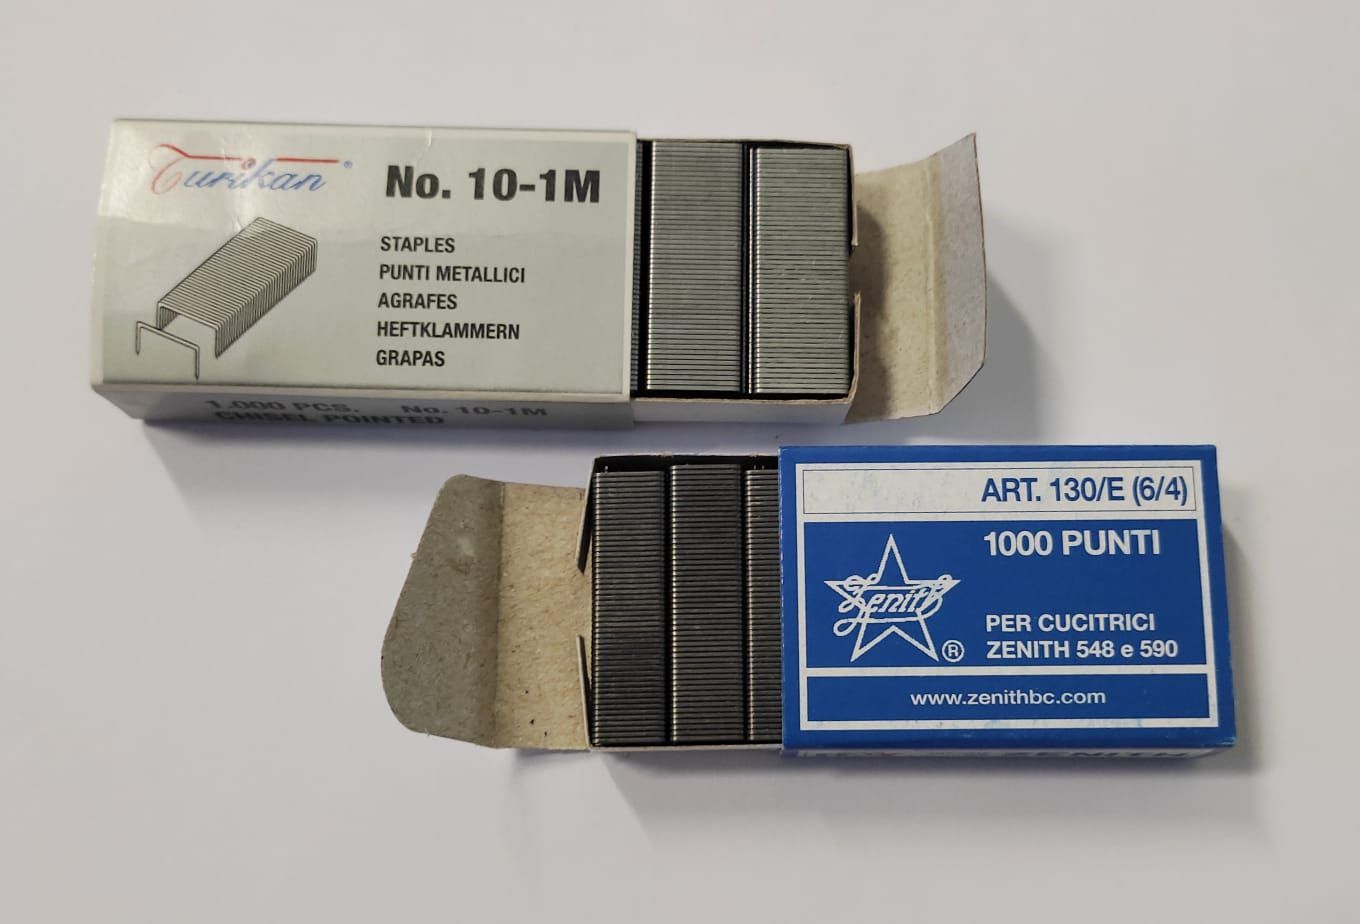 Turikan®
No. 10-1M
STAPLES
PUNTI METALLICI
AGRAFES
HEFTKLAMMERN
GRAPAS
1.000 PCS. No. 10-1M
CHISEL POINTED
ART. 130/E (6/4)
1000 PUNTI
Zenith®
PER CUCITRICI
ZENITH 548 e 590
www.zenithbc.com
ZENITH